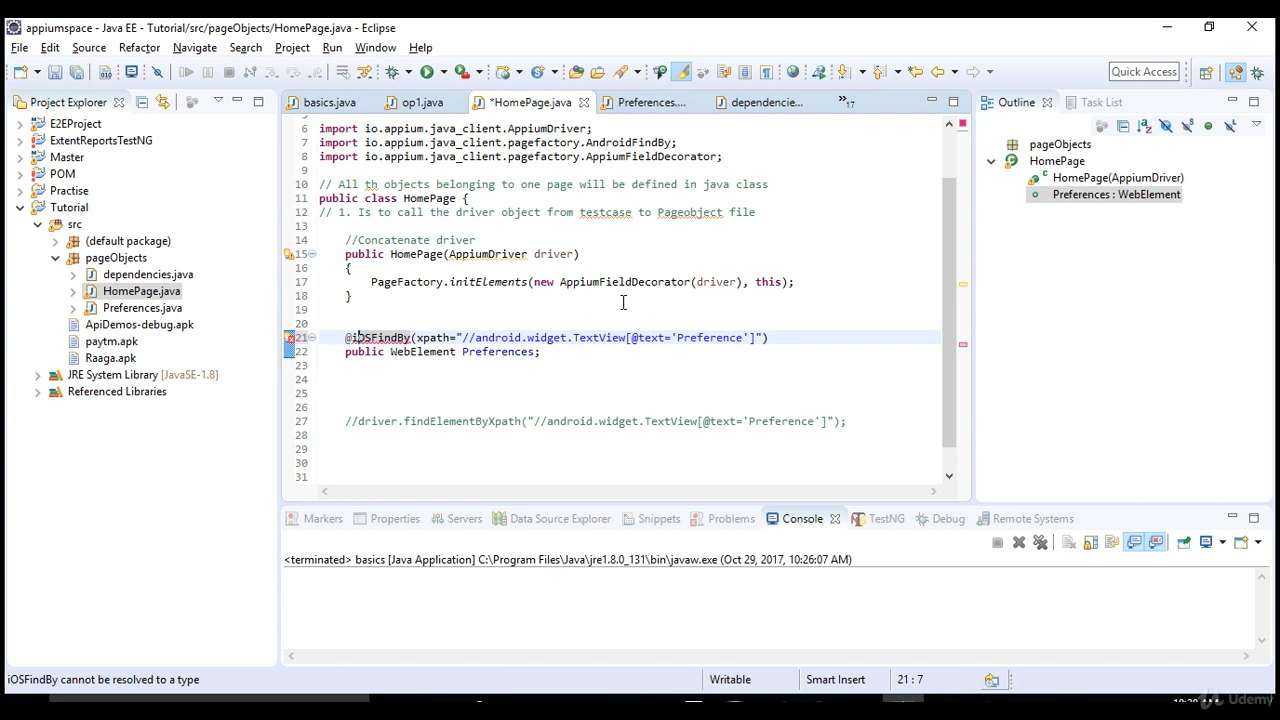 appiumspace - Java EE - Tutorial/src/pageObjects/HomePage.java - Eclipse
File Edit Source Refactor Navigate Search Project Run Window Help
Quick Access
Project Explorer
basics.java
op1.java
*HomePage.java
Preferences....
dependencie...
17
Outline
Task List
E2EProject
ExtentReportsTestNG
Master
POM
Practise
Tutorial
src
(default package)
pageObjects
dependencies.java
HomePage.java
Preferences.java
ApiDemos-debug.apk
paytm.apk
Raaga.apk
JRE System Library [JavaSE-1.8]
Referenced Libraries
6 import io.appium.java_client.AppiumDriver;
7 import io.appium.java_client.pagefactory.AndroidFindBy;
8 import io.appium.java_client.pagefactory.AppiumFieldDecorator;
9
10 // All th objects belonging to one page will be defined in java class
11 public class HomePage {
12 // 1. Is to call the driver object from testcase to Pageobject file
13
14 //Concatenate driver
15 public HomePage(AppiumDriver driver)
16 {
17 PageFactory.initElements(new AppiumFieldDecorator(driver), this);
18 }
19
20
21 @iOSFindBy(xpath="//android.widget.TextView[@text='Preference']")
22 public WebElement Preferences;
23
24
25
26
27 //driver.findElementByXpath("//android.widget.TextView[@text='Preference']");
28
29
30
31
pageObjects
HomePage
HomePage(AppiumDriver)
Preferences : WebElement
Markers
Properties
Servers
Data Source Explorer
Snippets
Problems
Console
TestNG
Debug
Remote Systems
<terminated> basics [Java Application] C:\Program Files\Java\jre1.8.0_131\bin\javaw.exe (Oct 29, 2017, 10:26:07 AM)
iOSFindBy cannot be resolved to a type
Writable
Smart Insert
21 : 7
Udemy